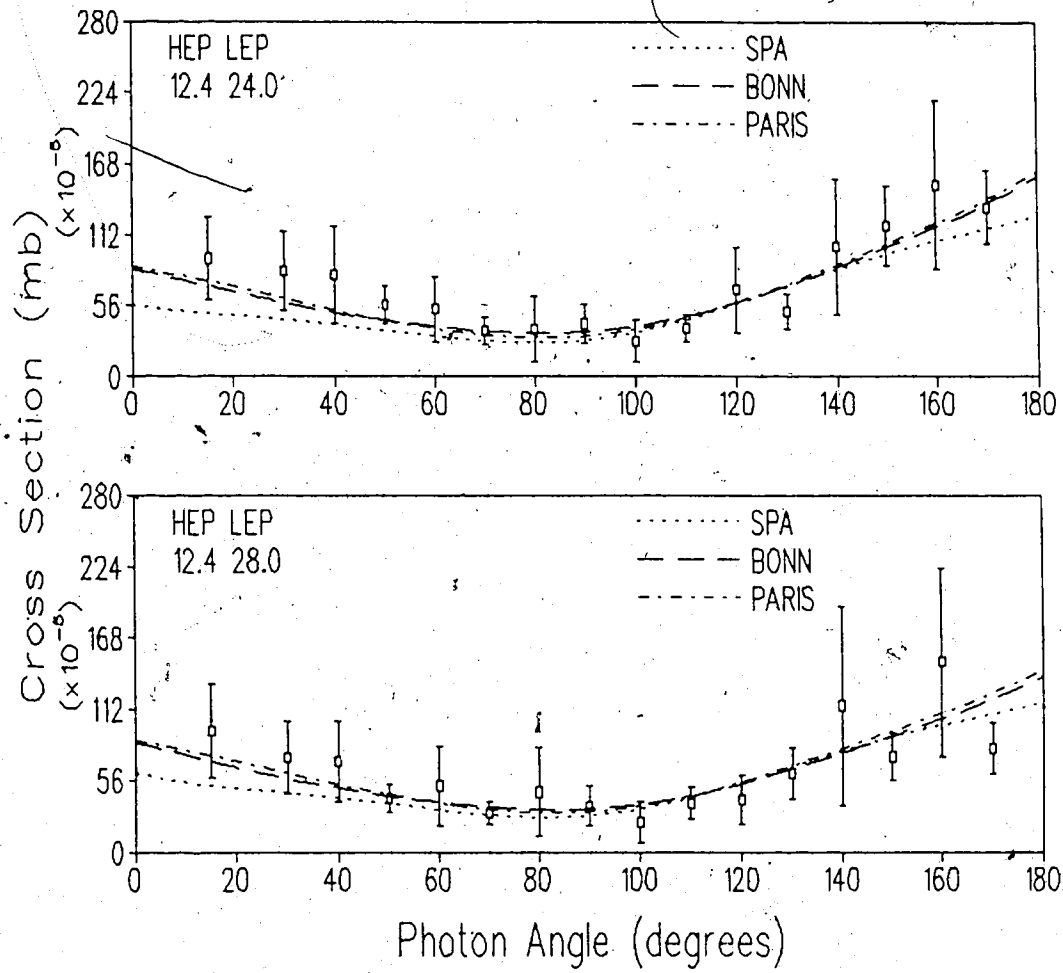 Cross Section (mb)
(×10⁻⁵)
280
224
168
112
56
0
HEP LEP
12.4 24.0
SPA
BONN
PARIS
0 20 40 60 80 100 120 140 160 180
(×10⁻⁵)
280
224
168
112
56
0
HEP LEP
12.4 28.0
SPA
BONN
PARIS
0 20 40 60 80 100 120 140 160 180
Photon Angle (degrees)